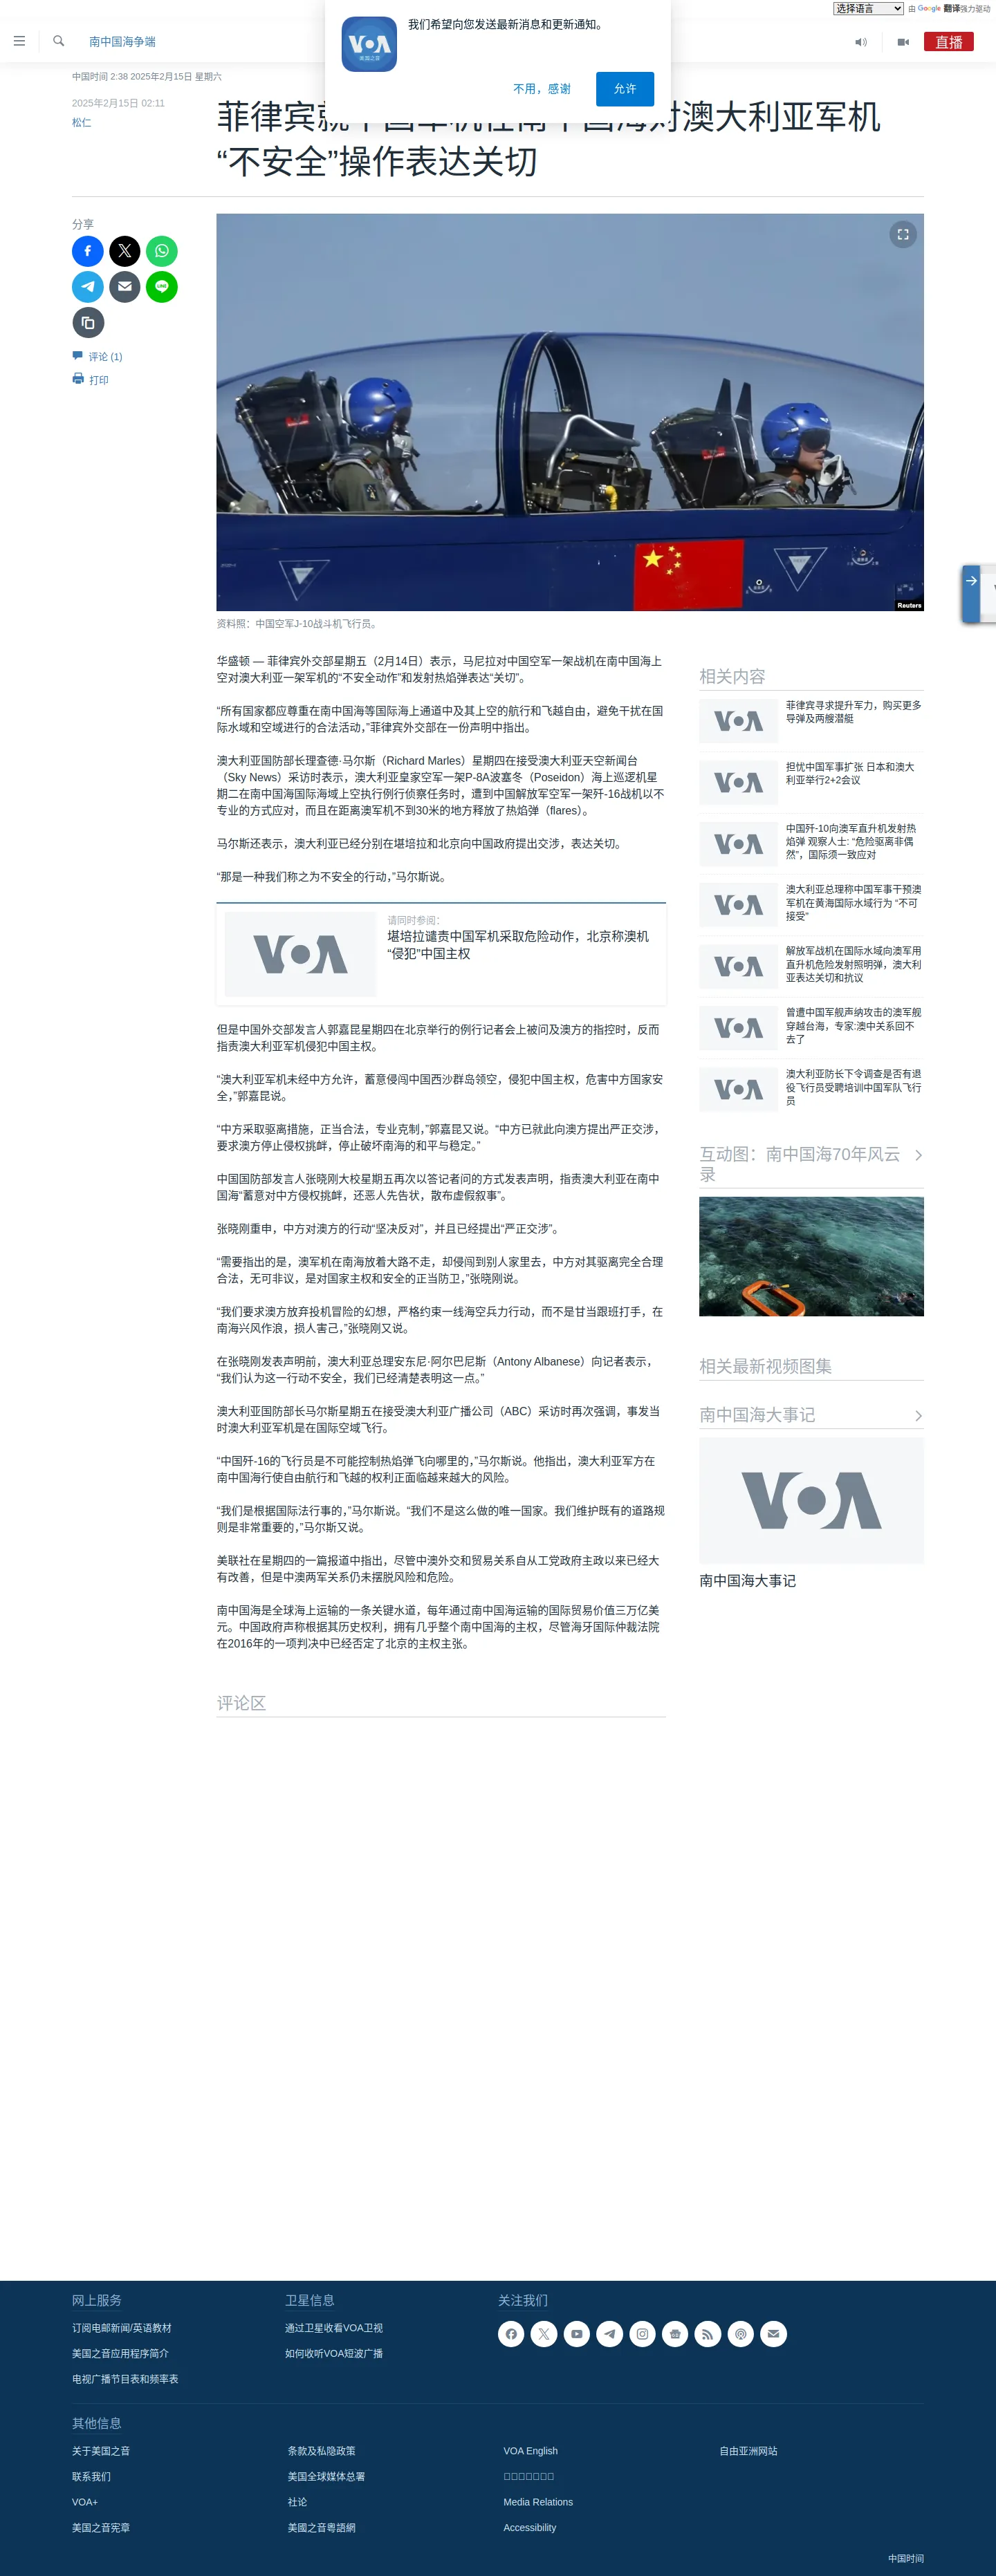 选择语言
由 Google 翻译强力驱动
我们希望向您发送最新消息和更新通知。
不用，感谢
允许
VOA
美国之音
南中国海争端
直播
中国时间 2:38 2025年2月15日 星期六
2025年2月15日 02:11
松仁
澳大利亚军机
“不安全”操作表达关切
分享
评论 (1)
打印
Reuters
资料照：中国空军J-10战斗机飞行员。
华盛顿 — 菲律宾外交部星期五（2月14日）表示，马尼拉对中国空军一架战机在南中国海上
空对澳大利亚一架军机的“不安全动作”和发射热焰弹表达“关切”。
“所有国家都应尊重在南中国海等国际海上通道中及其上空的航行和飞越自由，避免干扰在国
际水域和空域进行的合法活动，”菲律宾外交部在一份声明中指出。
澳大利亚国防部长理查德·马尔斯（Richard Marles）星期四在接受澳大利亚天空新闻台
（Sky News）采访时表示，澳大利亚皇家空军一架P-8A波塞冬（Poseidon）海上巡逻机星
期二在南中国海国际海域上空执行例行侦察任务时，遭到中国解放军空军一架歼-16战机以不
专业的方式应对，而且在距离澳军机不到30米的地方释放了热焰弹（flares）。
马尔斯还表示，澳大利亚已经分别在堪培拉和北京向中国政府提出交涉，表达关切。
“那是一种我们称之为不安全的行动，”马尔斯说。
VOA
请同时参阅：
堪培拉谴责中国军机采取危险动作，北京称澳机
“侵犯”中国主权
但是中国外交部发言人郭嘉昆星期四在北京举行的例行记者会上被问及澳方的指控时，反而
指责澳大利亚军机侵犯中国主权。
“澳大利亚军机未经中方允许，蓄意侵闯中国西沙群岛领空，侵犯中国主权，危害中方国家安
全，”郭嘉昆说。
“中方采取驱离措施，正当合法，专业克制，”郭嘉昆又说。“中方已就此向澳方提出严正交涉，
要求澳方停止侵权挑衅，停止破坏南海的和平与稳定。”
中国国防部发言人张晓刚大校星期五再次以答记者问的方式发表声明，指责澳大利亚在南中
国海“蓄意对中方侵权挑衅，还恶人先告状，散布虚假叙事”。
张晓刚重申，中方对澳方的行动“坚决反对”，并且已经提出“严正交涉”。
“需要指出的是，澳军机在南海放着大路不走，却侵闯到别人家里去，中方对其驱离完全合理
合法，无可非议，是对国家主权和安全的正当防卫，”张晓刚说。
“我们要求澳方放弃投机冒险的幻想，严格约束一线海空兵力行动，而不是甘当跟班打手，在
南海兴风作浪，损人害己，”张晓刚又说。
在张晓刚发表声明前，澳大利亚总理安东尼·阿尔巴尼斯（Antony Albanese）向记者表示，
“我们认为这一行动不安全，我们已经清楚表明这一点。”
澳大利亚国防部长马尔斯星期五在接受澳大利亚广播公司（ABC）采访时再次强调，事发当
时澳大利亚军机是在国际空域飞行。
“中国歼-16的飞行员是不可能控制热焰弹飞向哪里的，”马尔斯说。他指出，澳大利亚军方在
南中国海行使自由航行和飞越的权利正面临越来越大的风险。
“我们是根据国际法行事的，”马尔斯说。“我们不是这么做的唯一国家。我们维护既有的道路规
则是非常重要的，”马尔斯又说。
美联社在星期四的一篇报道中指出，尽管中澳外交和贸易关系自从工党政府主政以来已经大
有改善，但是中澳两军关系仍未摆脱风险和危险。
南中国海是全球海上运输的一条关键水道，每年通过南中国海运输的国际贸易价值三万亿美
元。中国政府声称根据其历史权利，拥有几乎整个南中国海的主权，尽管海牙国际仲裁法院
在2016年的一项判决中已经否定了北京的主权主张。
评论区
相关内容
VOA
菲律宾寻求提升军力，购买更多
导弹及两艘潜艇
VOA
担忧中国军事扩张 日本和澳大
利亚举行2+2会议
VOA
中国歼-10向澳军直升机发射热
焰弹 观察人士: “危险驱离非偶
然”，国际须一致应对
VOA
澳大利亚总理称中国军事干预澳
军机在黄海国际水域行为 “不可
接受”
VOA
解放军战机在国际水域向澳军用
直升机危险发射照明弹，澳大利
亚表达关切和抗议
VOA
曾遭中国军舰声纳攻击的澳军舰
穿越台海，专家:澳中关系回不
去了
VOA
澳大利亚防长下令调查是否有退
役飞行员受聘培训中国军队飞行
员
互动图：南中国海70年风云
录
相关最新视频图集
南中国海大事记
VOA
南中国海大事记
网上服务
订阅电邮新闻/英语教材
美国之音应用程序简介
电视广播节目表和频率表
卫星信息
通过卫星收看VOA卫视
如何收听VOA短波广播
关注我们
其他信息
关于美国之音
联系我们
VOA+
美国之音宪章
条款及私隐政策
美国全球媒体总署
社论
美國之音粵語網
VOA English
Media Relations
Accessibility
自由亚洲网站
中国时间